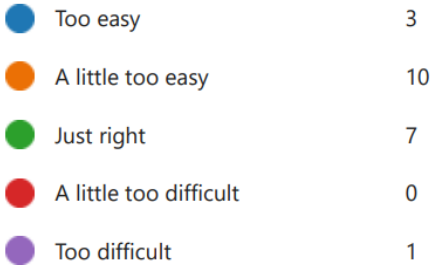 Too easy 3
A little too easy 10
Just right 7
A little too difficult 0
Too difficult 1